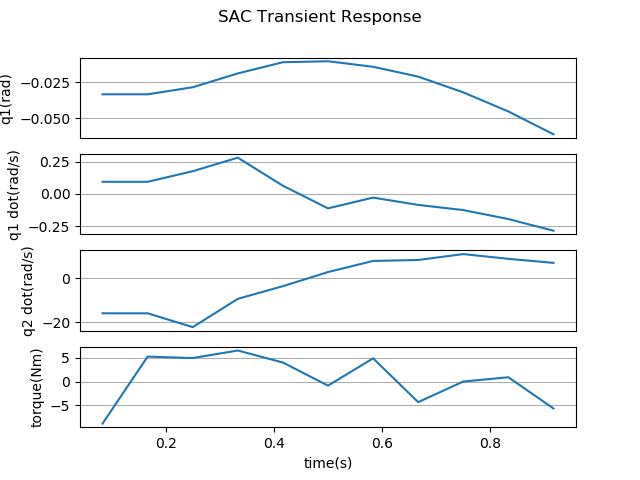 SAC Transient Response
q1(rad)
−0.025
−0.050
q1 dot(rad/s)
0.25
0.00
−0.25
q2 dot(rad/s)
0
−20
torque(Nm)
5
0
−5
0.2 0.4 0.6 0.8
time(s)